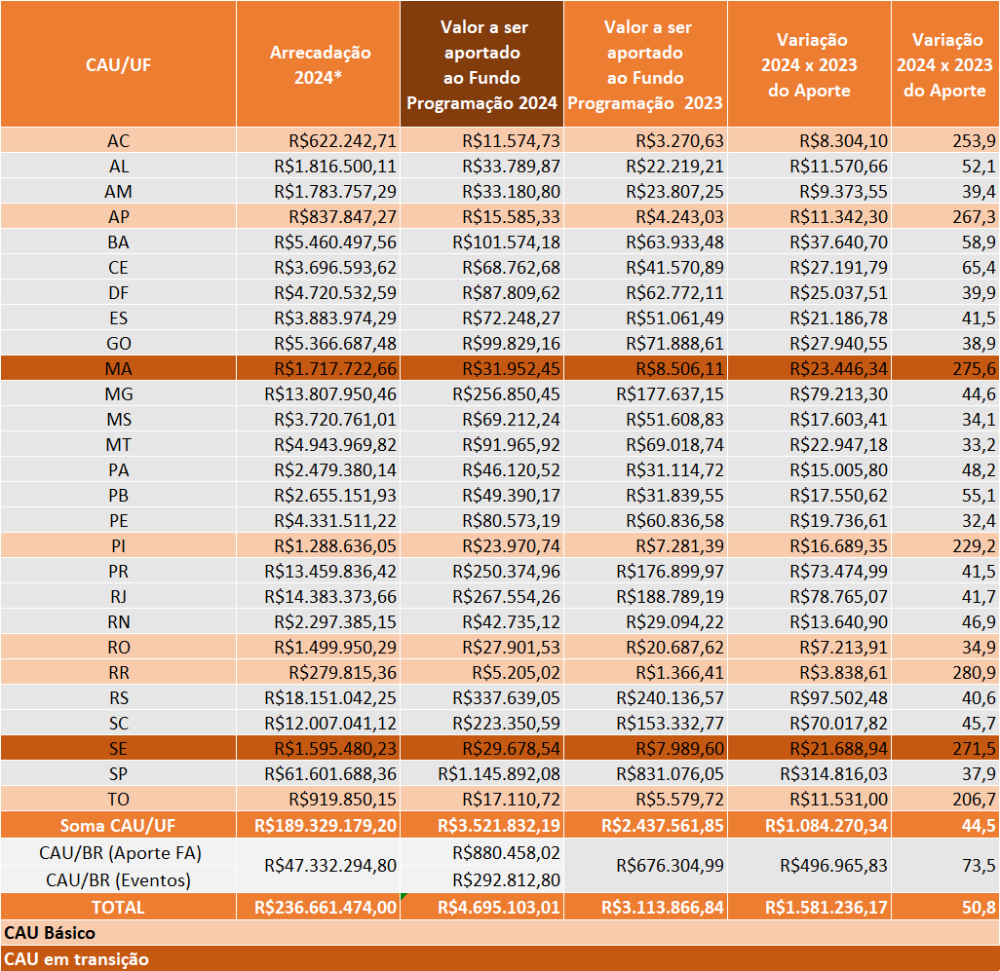 CAU/UF Arrecadação 2024* Valor a ser aportado ao Fundo Programação 2024 Valor a ser aportado ao Fundo Programação 2023 Variação 2024 x 2023 do Aporte Variação 2024 x 2023 do Aporte
AC R$622.242,71 R$11.574,73 R$3.270,63 R$8.304,10 253,9
AL R$1.816.500,11 R$33.789,87 R$22.219,21 R$11.570,66 52,1
AM R$1.783.757,29 R$33.180,80 R$23.807,25 R$9.373,55 39,4
AP R$837.847,27 R$15.585,33 R$4.243,03 R$11.342,30 267,3
BA R$5.460.497,56 R$101.574,18 R$63.933,48 R$37.640,70 58,9
CE R$3.696.593,62 R$68.762,68 R$41.570,89 R$27.191,79 65,4
DF R$4.720.532,59 R$87.809,62 R$62.772,11 R$25.037,51 39,9
ES R$3.883.974,29 R$72.248,27 R$51.061,49 R$21.186,78 41,5
GO R$5.366.687,48 R$99.829,16 R$71.888,61 R$27.940,55 38,9
MA R$1.717.722,66 R$31.952,45 R$8.506,11 R$23.446,34 275,6
MG R$13.807.950,46 R$256.850,45 R$177.637,15 R$79.213,30 44,6
MS R$3.720.761,01 R$69.212,24 R$51.608,83 R$17.603,41 34,1
MT R$4.943.969,82 R$91.965,92 R$69.018,74 R$22.947,18 33,2
PA R$2.479.380,14 R$46.120,52 R$31.114,72 R$15.005,80 48,2
PB R$2.655.151,93 R$49.390,17 R$31.839,55 R$17.550,62 55,1
PE R$4.331.511,22 R$80.573,19 R$60.836,58 R$19.736,61 32,4
PI R$1.288.636,05 R$23.970,74 R$7.281,39 R$16.689,35 229,2
PR R$13.459.836,42 R$250.374,96 R$176.899,97 R$73.474,99 41,5
RJ R$14.383.373,66 R$267.554,26 R$188.789,19 R$78.765,07 41,7
RN R$2.297.385,15 R$42.735,12 R$29.094,22 R$13.640,90 46,9
RO R$1.499.950,29 R$27.901,53 R$20.687,62 R$7.213,91 34,9
RR R$279.815,36 R$5.205,02 R$1.366,41 R$3.838,61 280,9
RS R$18.151.042,25 R$337.639,05 R$240.136,57 R$97.502,48 40,6
SC R$12.007.041,12 R$223.350,59 R$153.332,77 R$70.017,82 45,7
SE R$1.595.480,23 R$29.678,54 R$7.989,60 R$21.688,94 271,5
SP R$61.601.688,36 R$1.145.892,08 R$831.076,05 R$314.816,03 37,9
TO R$919.850,15 R$17.110,72 R$5.579,72 R$11.531,00 206,7
Soma CAU/UF R$189.329.179,20 R$3.521.832,19 R$2.437.561,85 R$1.084.270,34 44,5
CAU/BR (Aporte FA) R$47.332.294,80 R$880.458,02 R$676.304,99 R$496.965,83 73,5
CAU/BR (Eventos) R$292.812,80
TOTAL R$236.661.474,00 R$4.695.103,01 R$3.113.866,84 R$1.581.236,17 50,8
CAU Básico
CAU em transição